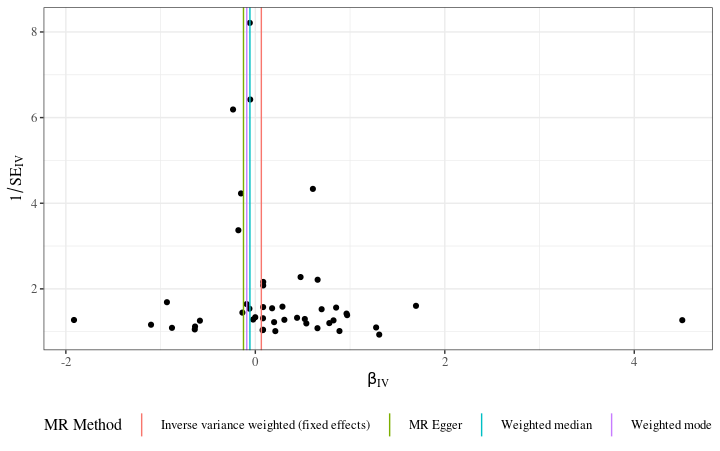 8
6
4
2
1/SE_IV
-2 0 2 4
β_IV
MR Method Inverse variance weighted (fixed effects) MR Egger Weighted median Weighted mode